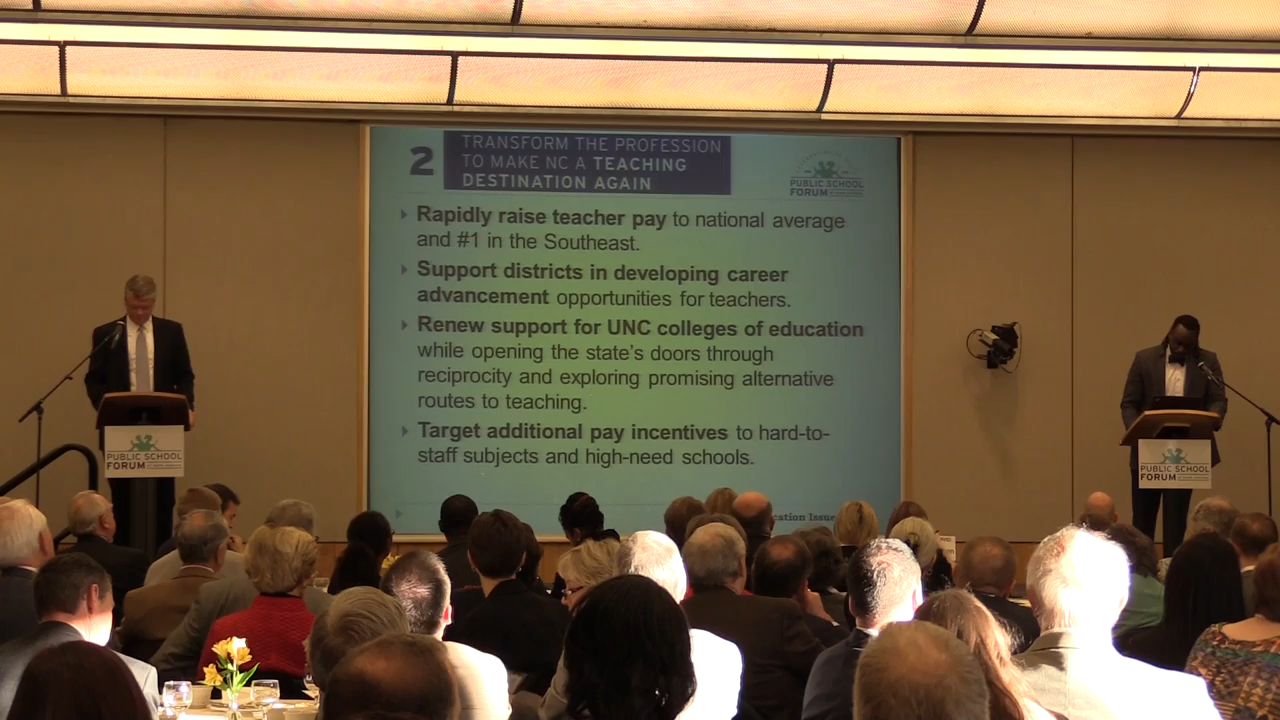 2
TRANSFORM THE PROFESSION
TO MAKE NC A TEACHING
DESTINATION AGAIN
PUBLIC SCHOOL
FORUM
Rapidly raise teacher pay to national average
and #1 in the Southeast.
Support districts in developing career
advancement opportunities for teachers.
Renew support for UNC colleges of education
while opening the state's doors through
reciprocity and exploring promising alternative
routes to teaching.
Target additional pay incentives to hard-to-
staff subjects and high-need schools.
PUBLIC SCHOOL
FORUM
PUBLIC SCHOOL
FORUM